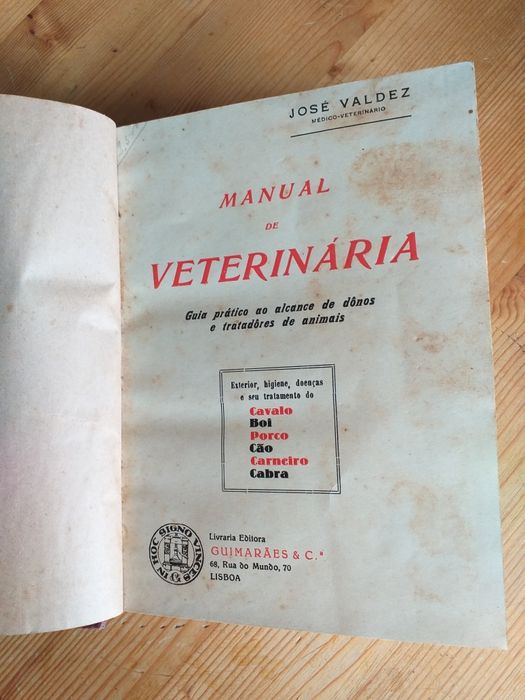 JOSÉ VALDEZ
MÉDICO-VETERINÁRIO
MANUAL
DE
VETERINÁRIA
Guia prático ao alcance de dônos
e tratadôres de animais
Exterior, higiene, doenças
e seu tratamento do
Cavalo
Boi
Porco
Cão
Carneiro
Cabra
IN HOC SIGNO VINCES
Livraria Editora
GUIMARÃES & C.ª
68, Rua do Mundo, 70
LISBOA